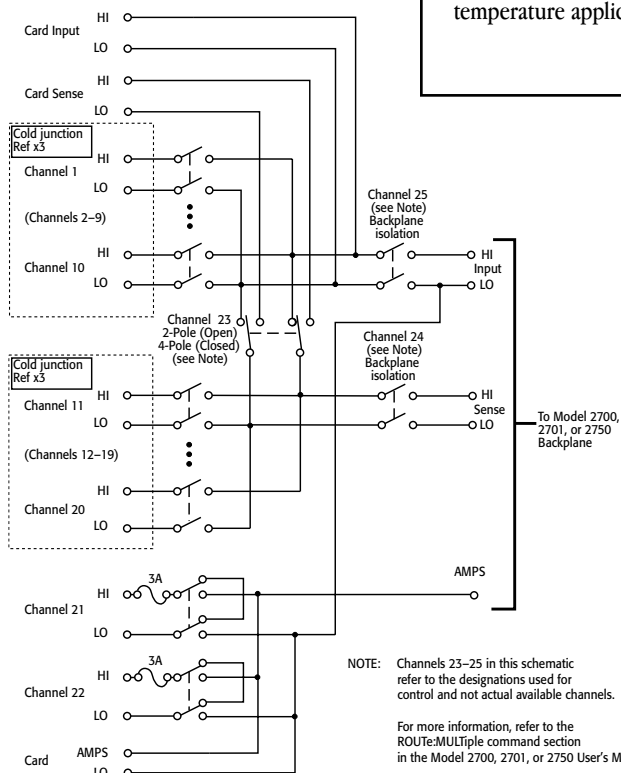 temperature applic
HI
Card Input
LO
HI
Card Sense
LO
Cold junction
Ref x3
HI
Channel 1
LO
(Channels 2–9)
HI
Channel 10
LO
Channel 25
(see Note)
Backplane
isolation
HI
Input
LO
Channel 23
2-Pole (Open)
4-Pole (Closed)
(see Note)
Channel 24
(see Note)
Backplane
isolation
Cold junction
Ref x3
HI
Channel 11
LO
(Channels 12–19)
HI
Channel 20
LO
HI
Sense
LO
To Model 2700,
2701, or 2750
Backplane
AMPS
3A
HI
Channel 21
LO
3A
HI
Channel 22
LO
AMPS
Card
LO
NOTE: Channels 23–25 in this schematic
refer to the designations used for
control and not actual available channels.
For more information, refer to the
ROUTe:MULTiple command section
in the Model 2700, 2701, or 2750 User's M